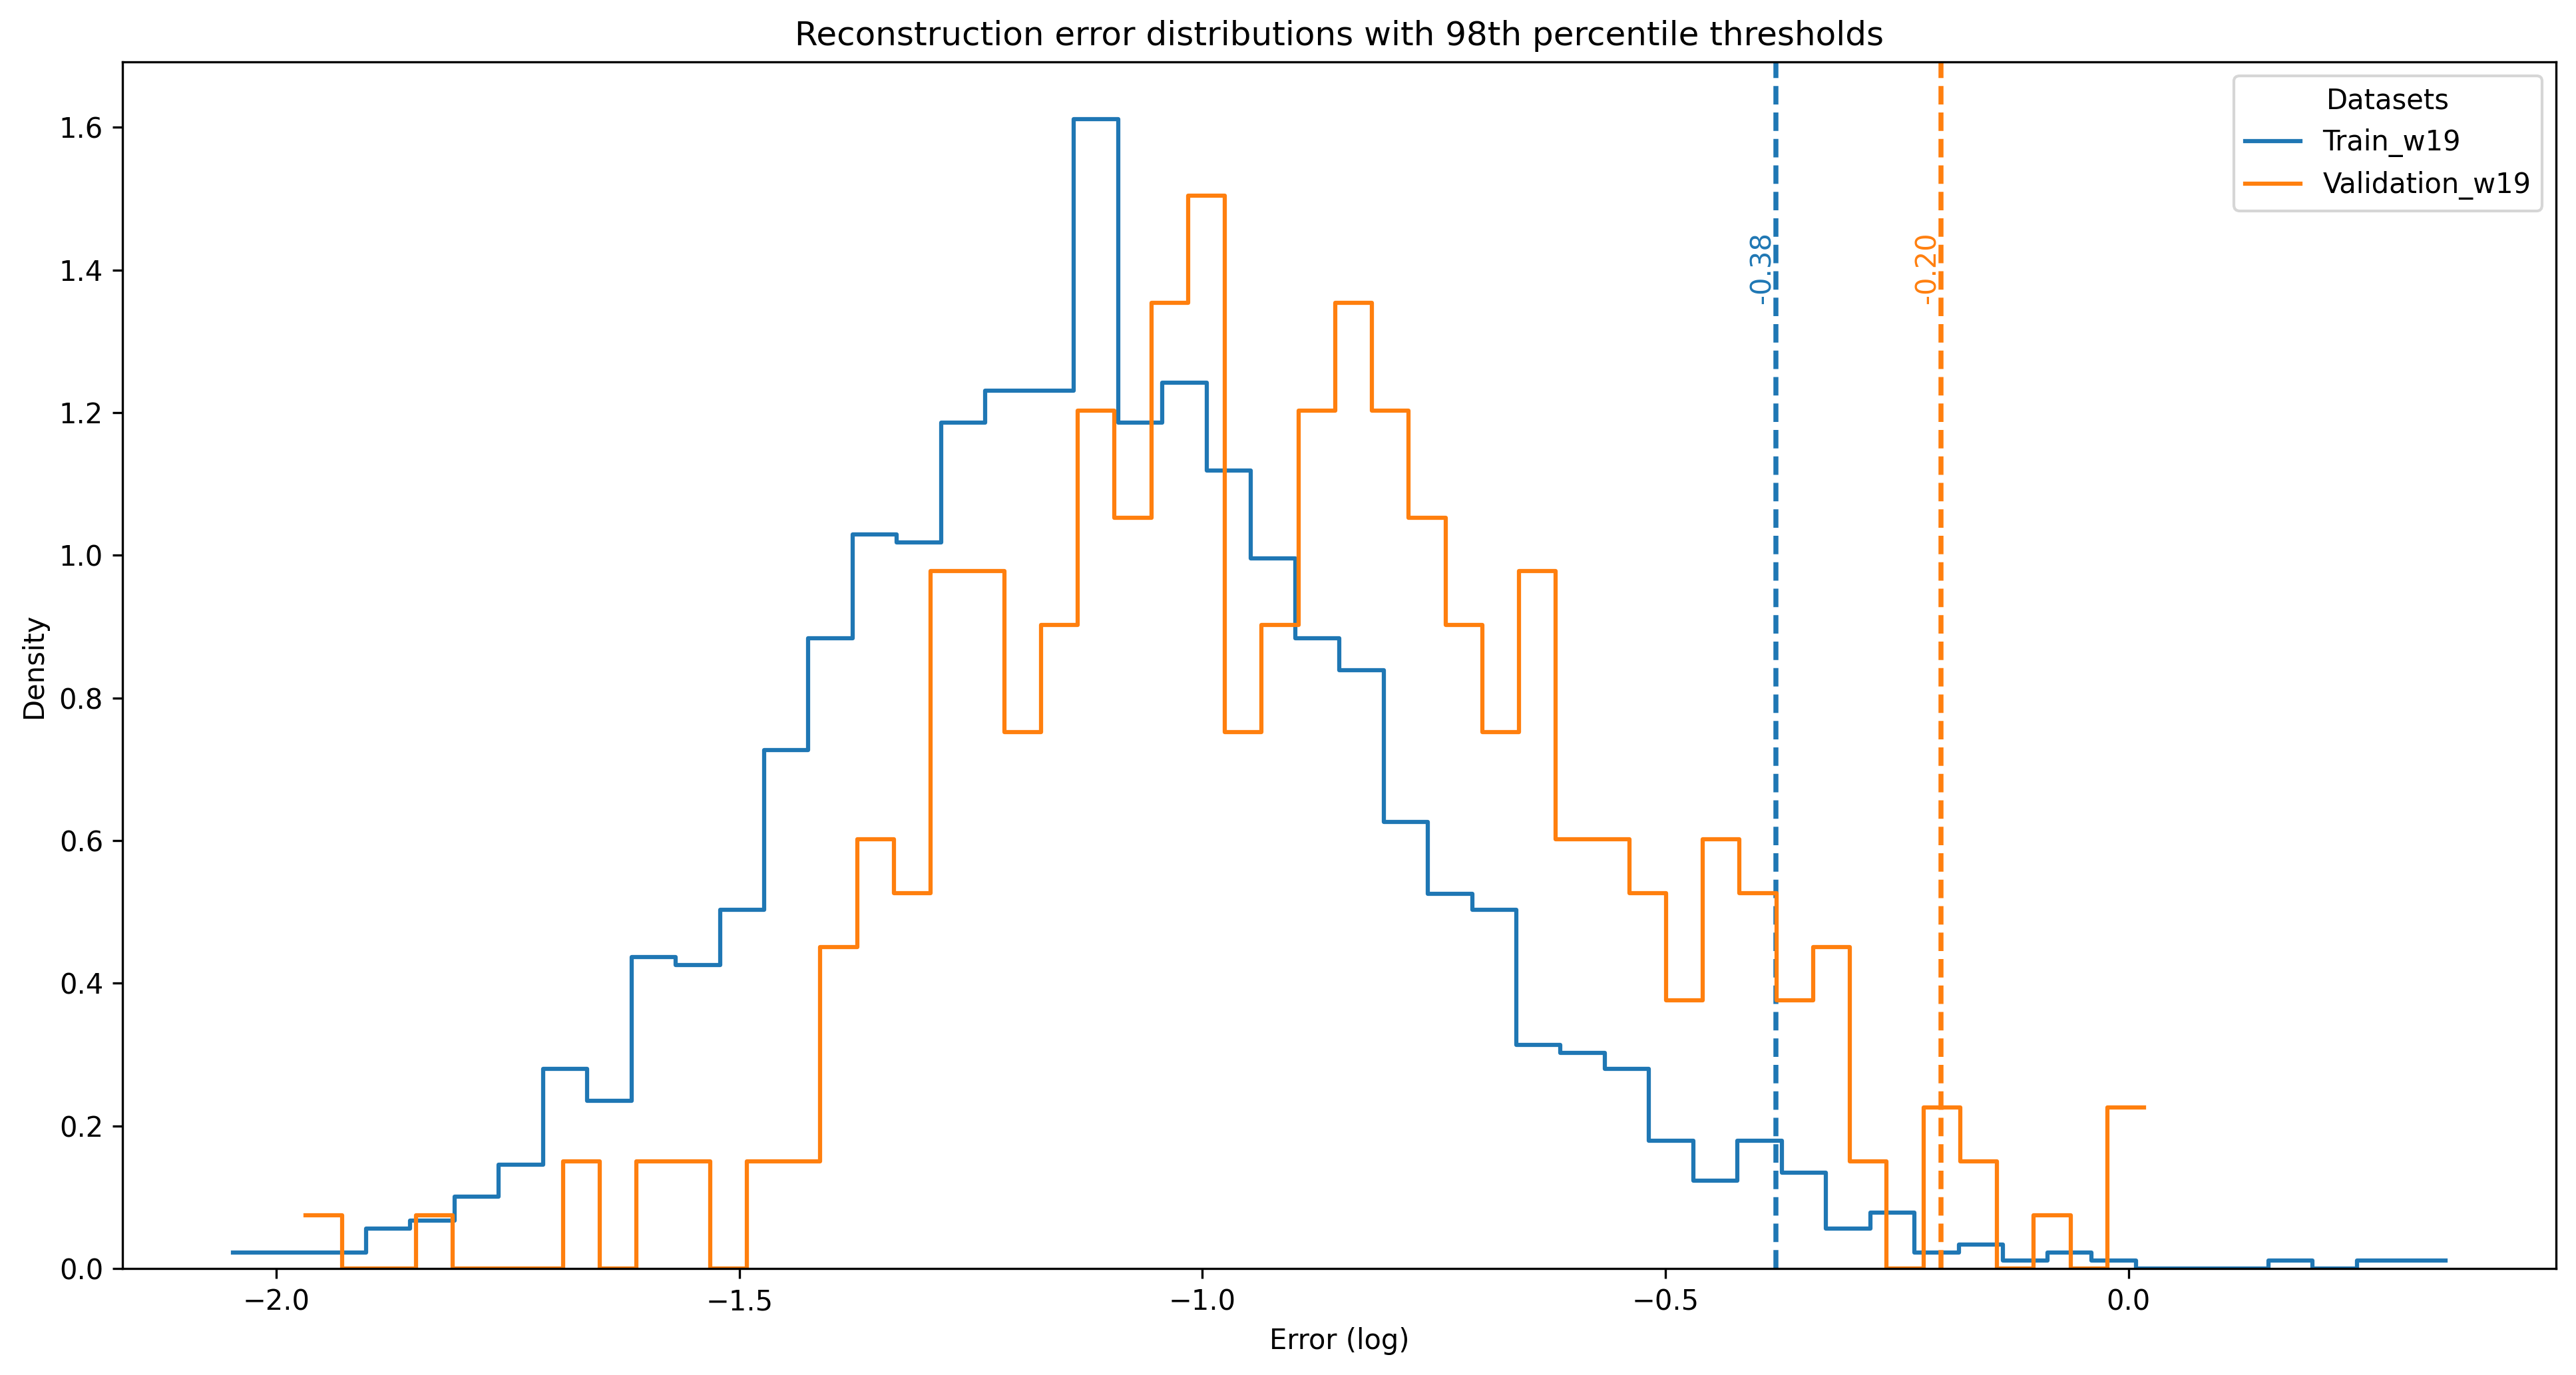 Reconstruction error distributions with 98th percentile thresholds
Datasets
Train_w19
Validation_w19
-0.38
-0.20
Density
1.6
1.4
1.2
1.0
0.8
0.6
0.4
0.2
0.0
−2.0
−1.5
−1.0
−0.5
0.0
Error (log)